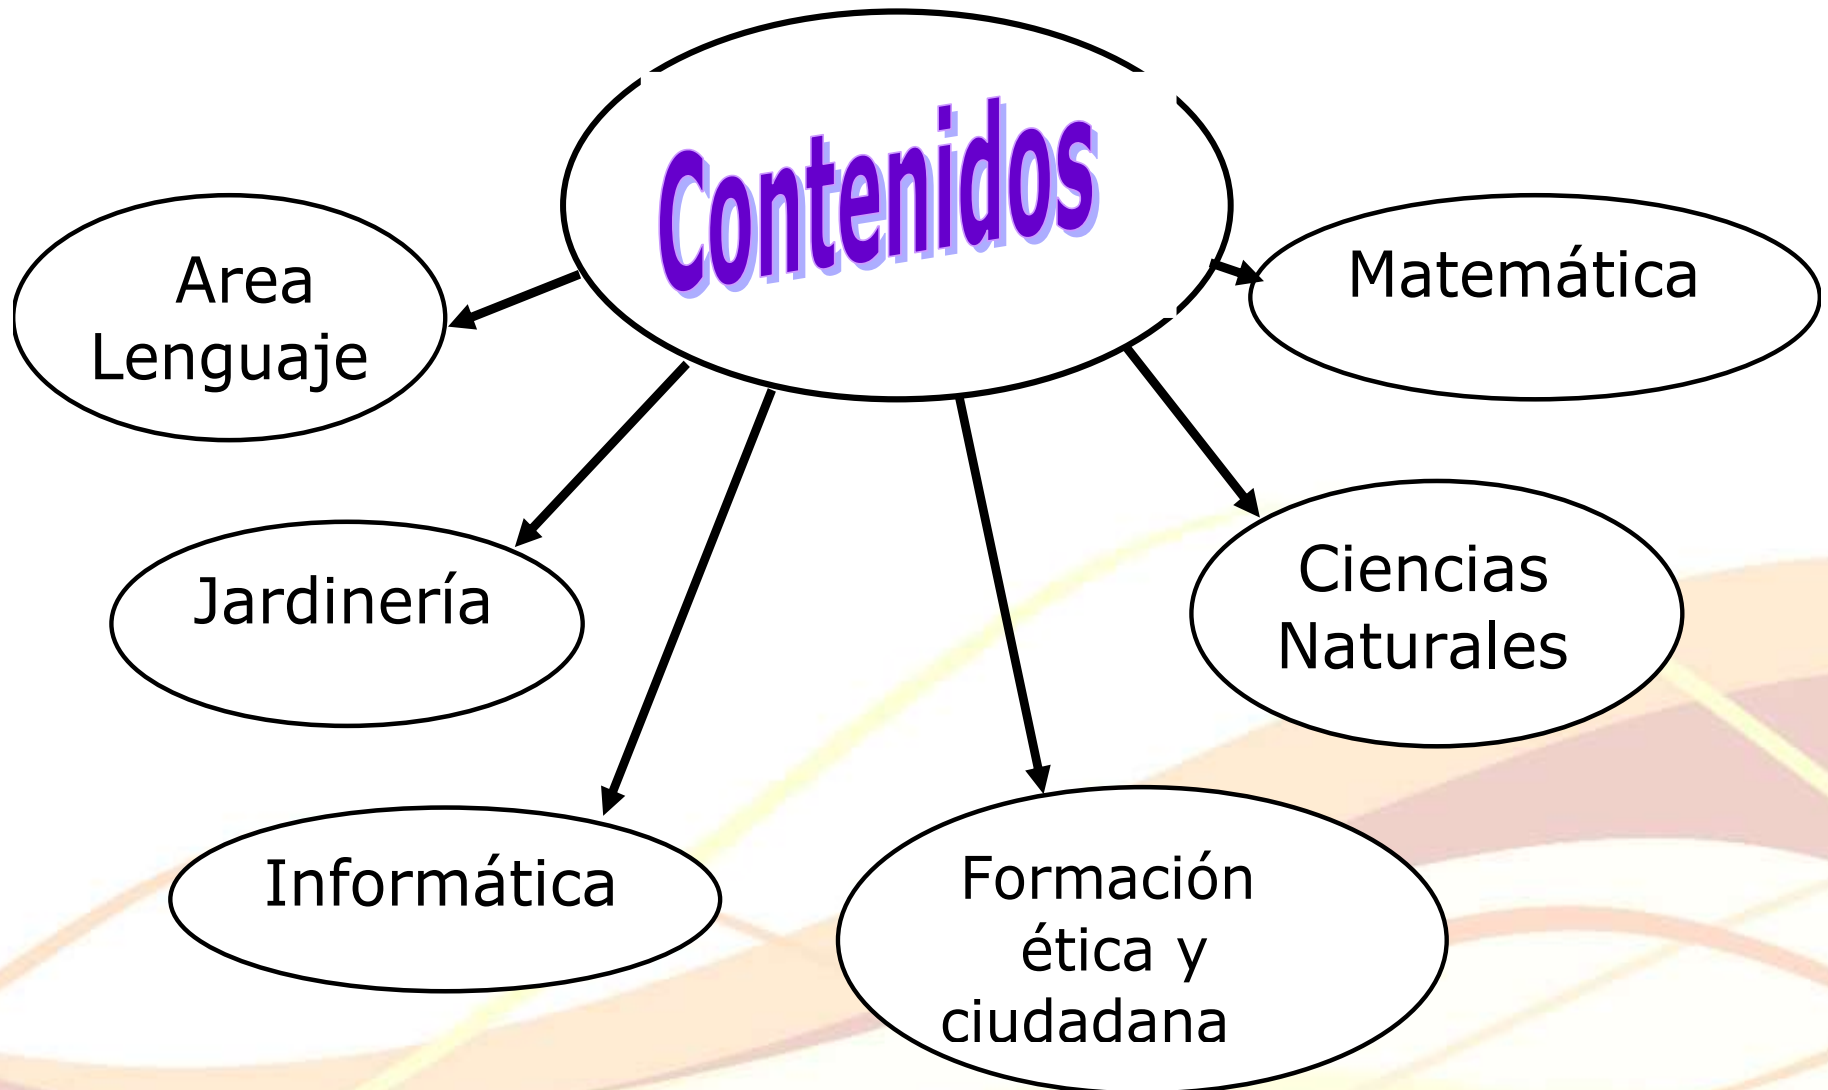 Contenidos
Area
Lenguaje
Matemática
Jardinería
Ciencias
Naturales
Informática
Formación
ética y
ciudadana